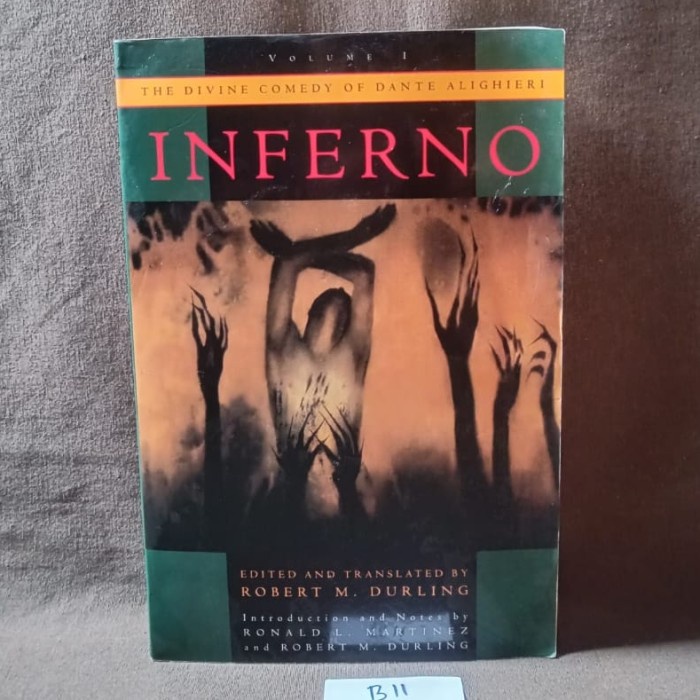 VOLUME I
THE DIVINE COMEDY OF DANTE ALIGHIERI
INFERNO
EDITED AND TRANSLATED BY
ROBERT M. DURLING
Introduction and Notes by
RONALD L. MARTINEZ
and ROBERT M. DURLING
B11